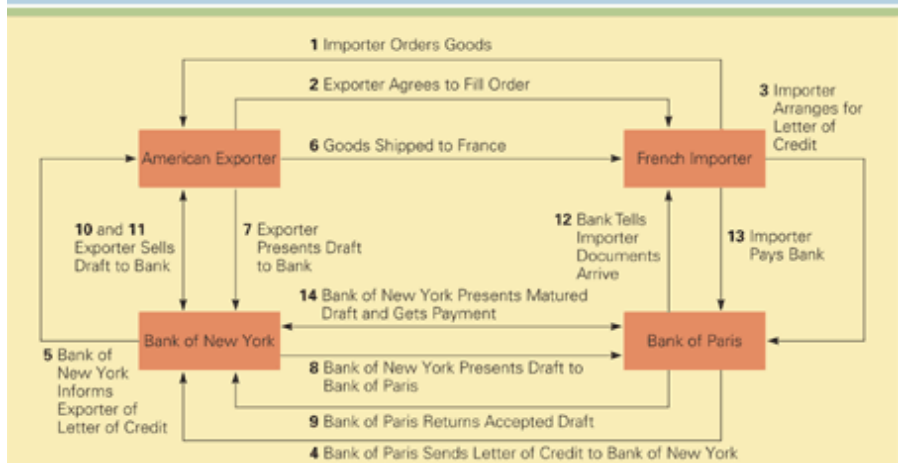 1 Importer Orders Goods
2 Exporter Agrees to Fill Order
3 Importer
Arranges for
Letter of
Credit
American Exporter
6 Goods Shipped to France
French Importer
10 and 11
Exporter Sells
Draft to Bank
7 Exporter
Presents Draft
to Bank
12 Bank Tells
Importer
Documents
Arrive
13 Importer
Pays Bank
14 Bank of New York Presents Matured
Draft and Gets Payment
Bank of New York
Bank of Paris
5 Bank of
New York
Informs
Exporter of
Letter of Credit
8 Bank of New York Presents Draft to
Bank of Paris
9 Bank of Paris Returns Accepted Draft
4 Bank of Paris Sends Letter of Credit to Bank of New York